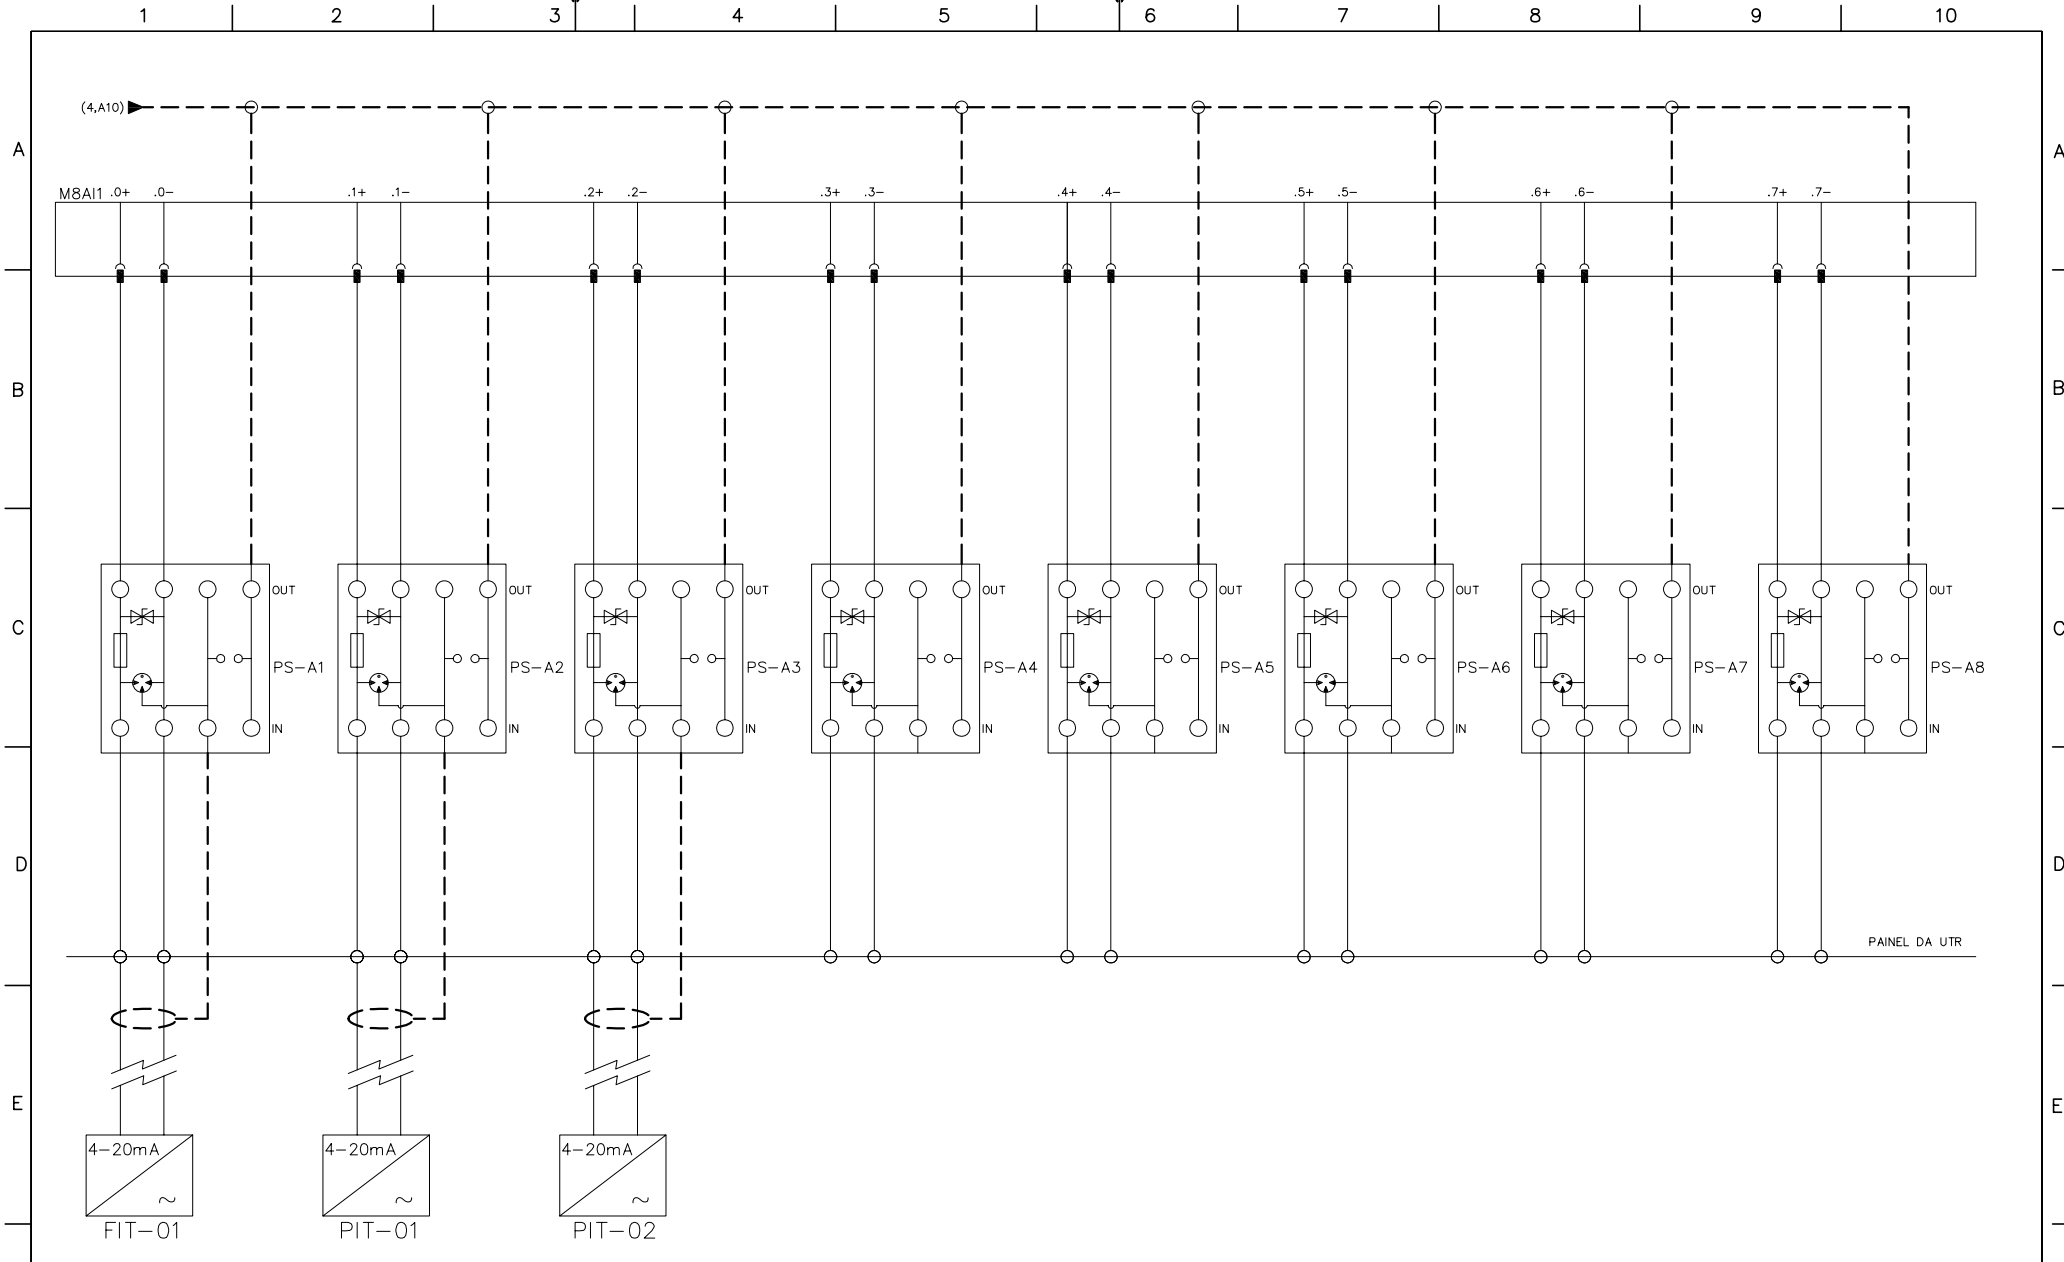 1 2 3 4 5 6 7 8 9 10
(4,A10)
A A
M8AI1 .0+ .0- .1+ .1- .2+ .2- .3+ .3- .4+ .4- .5+ .5- .6+ .6- .7+ .7-
B B
OUT OUT OUT OUT OUT OUT OUT OUT
C C
PS-A1 PS-A2 PS-A3 PS-A4 PS-A5 PS-A6 PS-A7 PS-A8
IN IN IN IN IN IN IN IN
D D
PAINEL DA UTR
E E
4-20mA 4-20mA 4-20mA
~ ~ ~
FIT-01 PIT-01 PIT-02